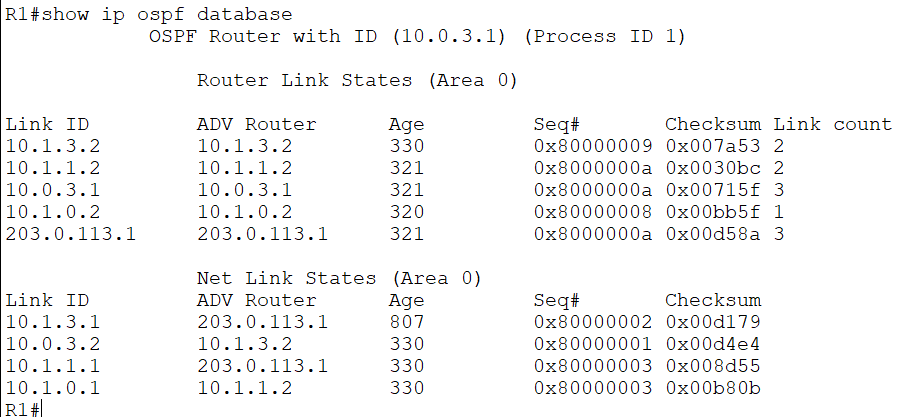 R1#show ip ospf database
OSPF Router with ID (10.0.3.1) (Process ID 1)
Router Link States (Area 0)
Link ID ADV Router Age Seq# Checksum Link count
10.1.3.2 10.1.3.2 330 0x80000009 0x007a53 2
10.1.1.2 10.1.1.2 321 0x8000000a 0x0030bc 2
10.0.3.1 10.0.3.1 321 0x8000000a 0x00715f 3
10.1.0.2 10.1.0.2 320 0x80000008 0x00bb5f 1
203.0.113.1 203.0.113.1 321 0x8000000a 0x00d58a 3
Net Link States (Area 0)
Link ID ADV Router Age Seq# Checksum
10.1.3.1 203.0.113.1 807 0x80000002 0x00d179
10.0.3.2 10.1.3.2 330 0x80000001 0x00d4e4
10.1.1.1 203.0.113.1 330 0x80000003 0x008d55
10.1.0.1 10.1.1.2 330 0x80000003 0x00b80b
R1#